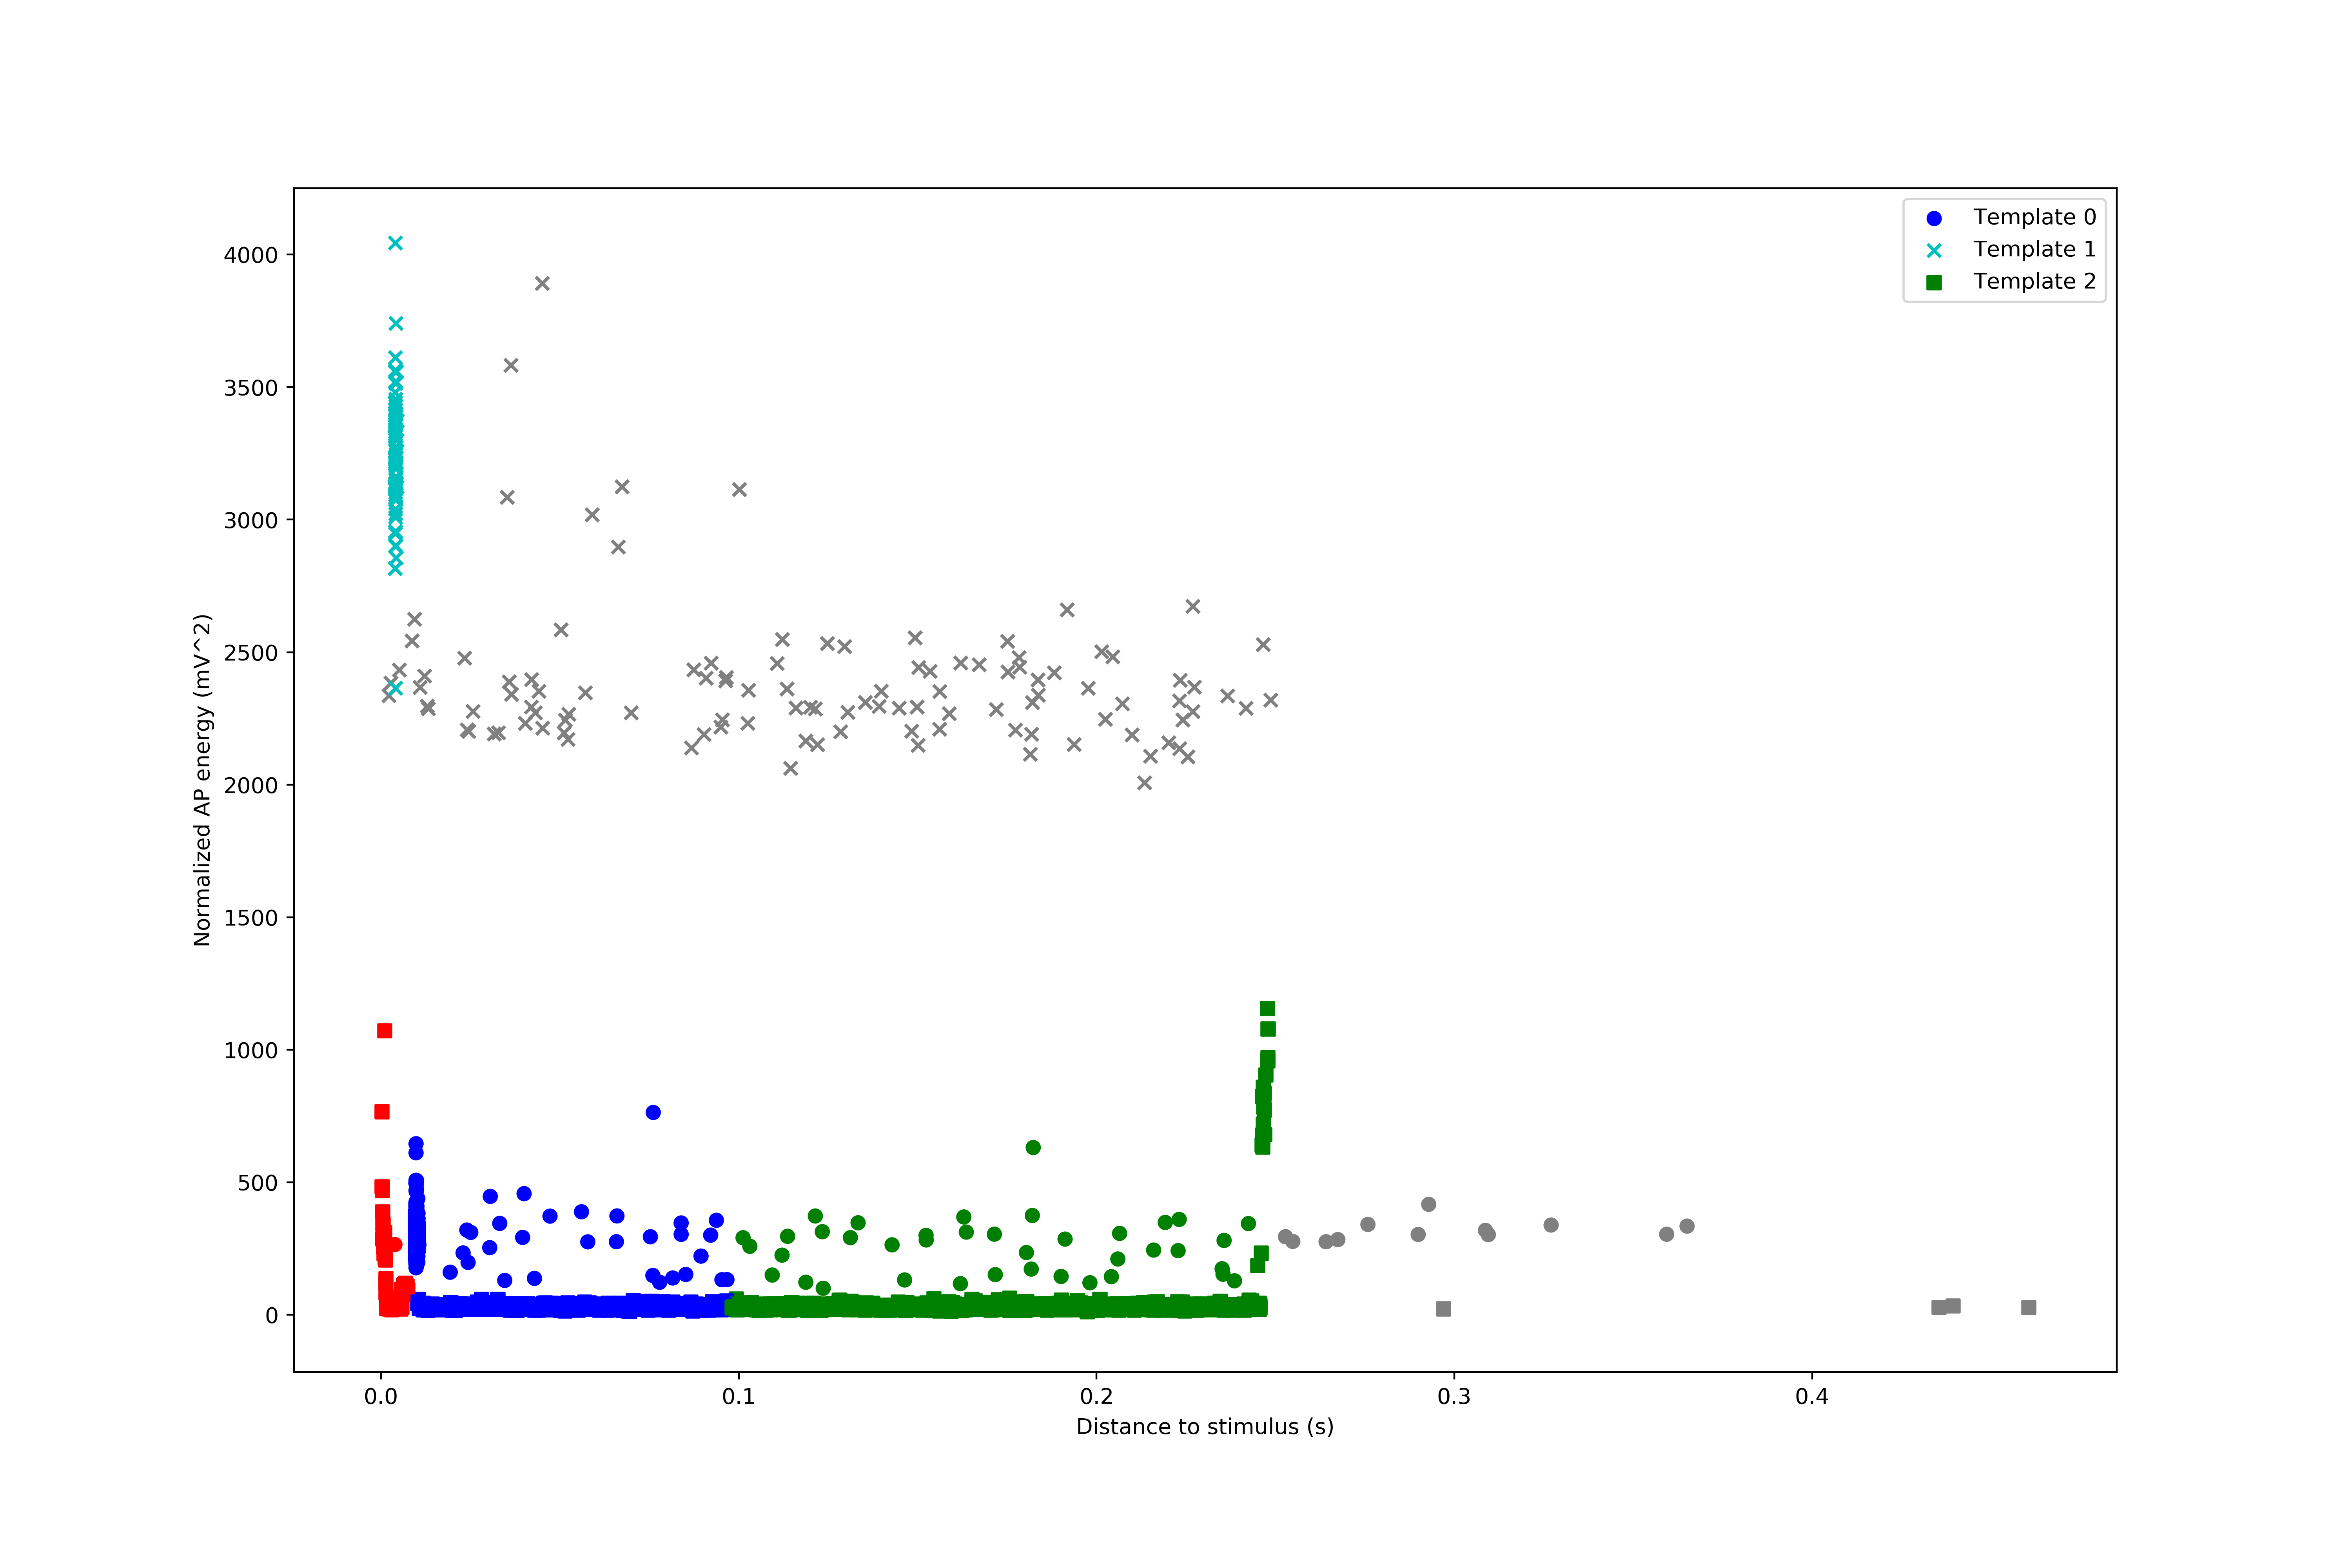 Template 0
Template 1
Template 2
4000
3500
3000
2500
2000
1500
1000
500
0
Normalized AP energy (mV^2)
0.0 0.1 0.2 0.3 0.4
Distance to stimulus (s)